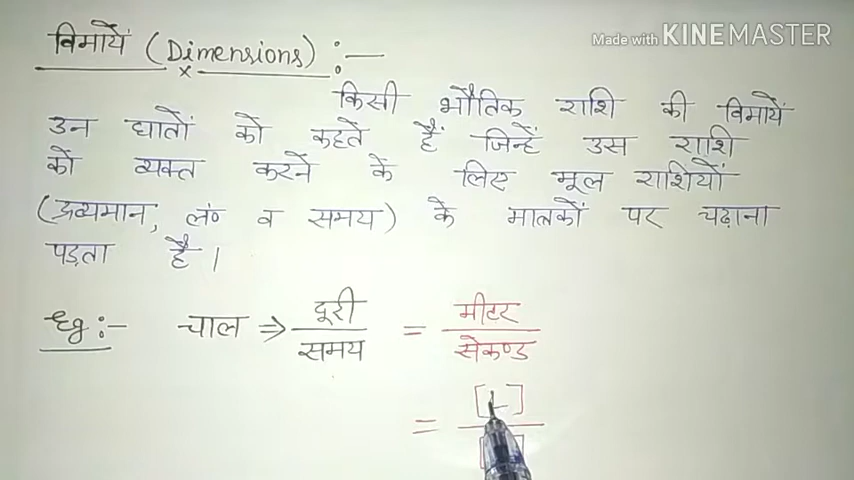 Made with KINEMASTER
विमायें (Dimensions) :—
किसी भौतिक राशि की विमायें
उन घातों को कहते हैं जिन्हें उस राशि
को व्यक्त करने के लिए मूल राशियों
(द्रव्यमान, लं० व समय) के मात्रकों पर चढ़ाना
पड़ता है।
Eg:- चाल ⇒ दूरी/समय = मीटर/सेकण्ड
= [L]